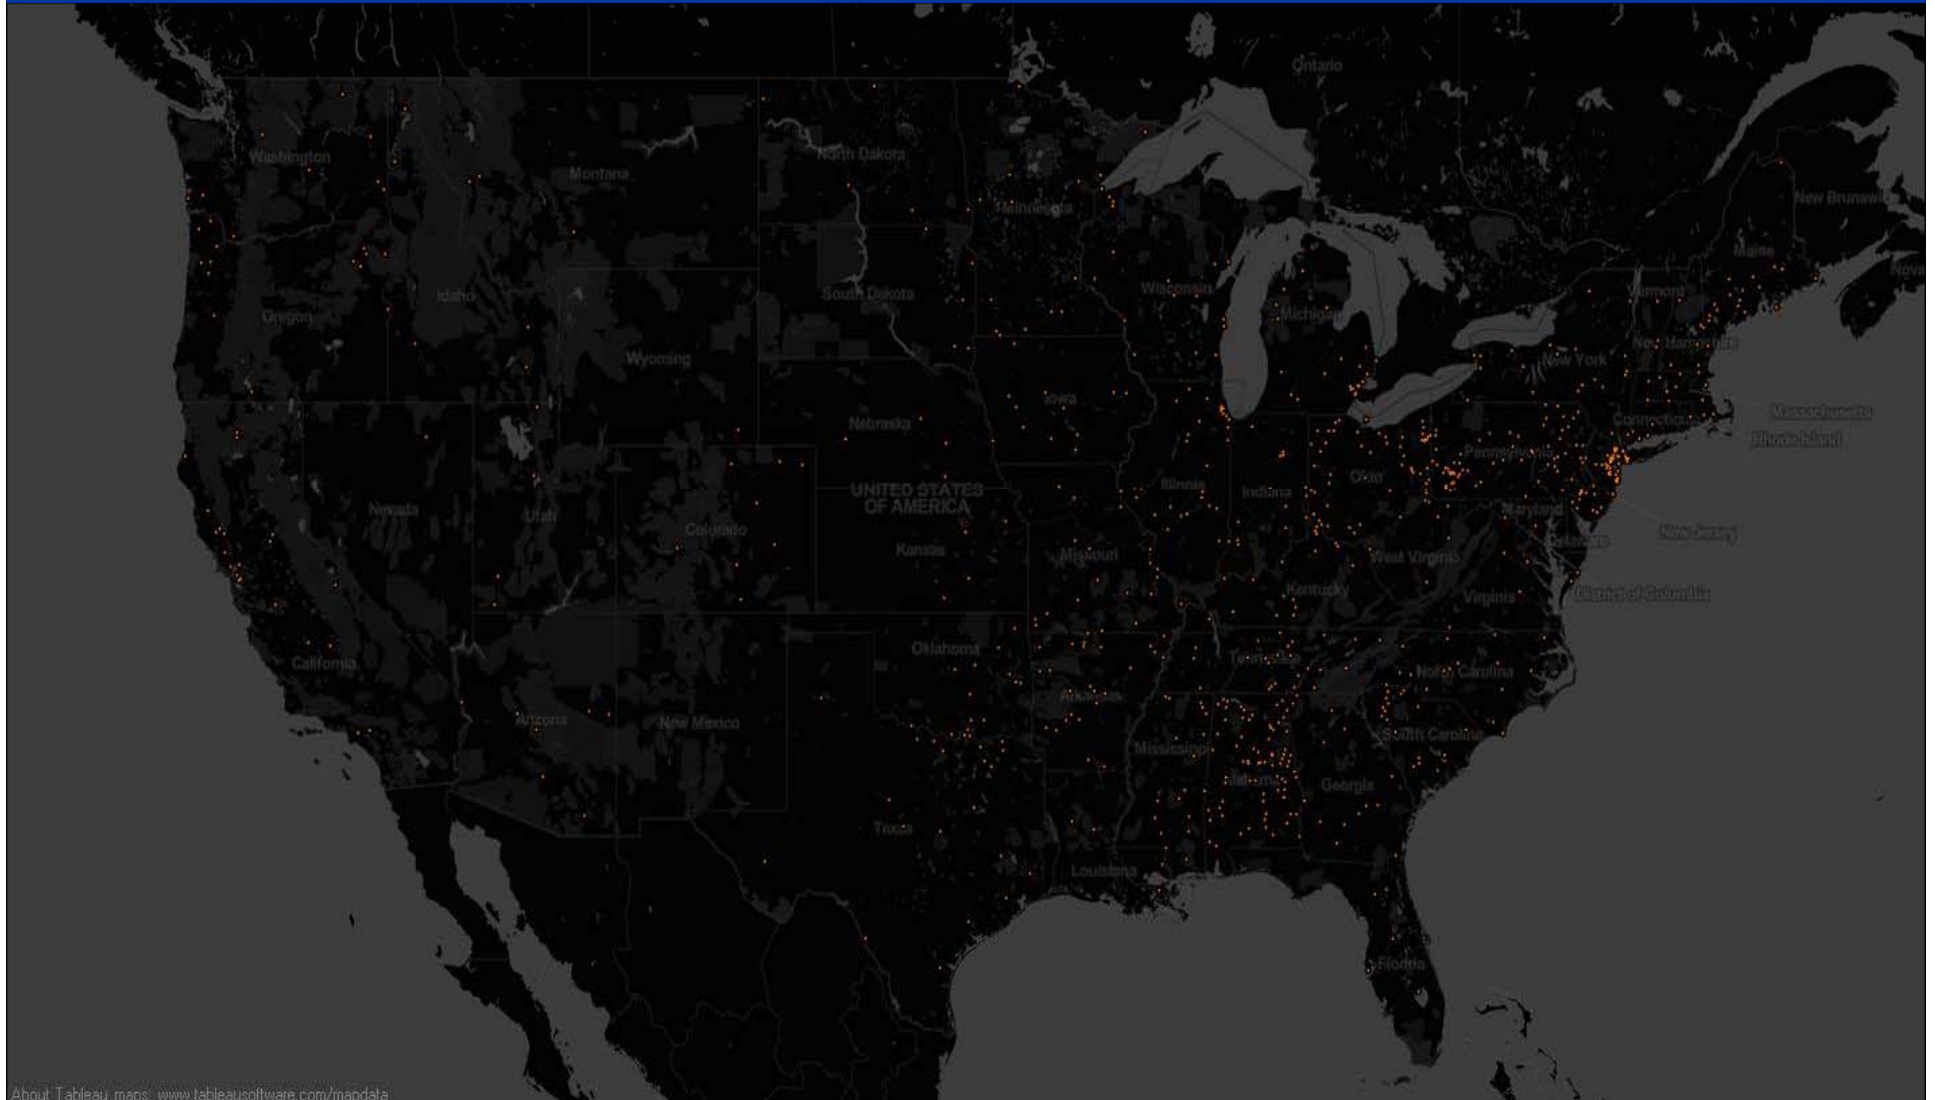 Ontario
Washington
Montana
North Dakota
Minnesota
New Brunswick
Maine
Nova
Idaho
Oregon
South Dakota
Wisconsin
Michigan
Vermont
Wyoming
New York
New Hampshire
Iowa
Nebraska
Massachusetts
Connecticut
Rhode Island
Pennsylvania
Ohio
Illinois
Indiana
UNITED STATES
OF AMERICA
Nevada
Utah
Colorado
Maryland
New Jersey
Delaware
Kansas
Missouri
West Virginia
Kentucky
Virginia
District of Columbia
Oklahoma
Tennessee
California
North Carolina
Arkansas
Arizona
New Mexico
South Carolina
Mississippi
Alabama
Georgia
Texas
Louisiana
Florida
About Tableau maps: www.tableausoftware.com/mapdata